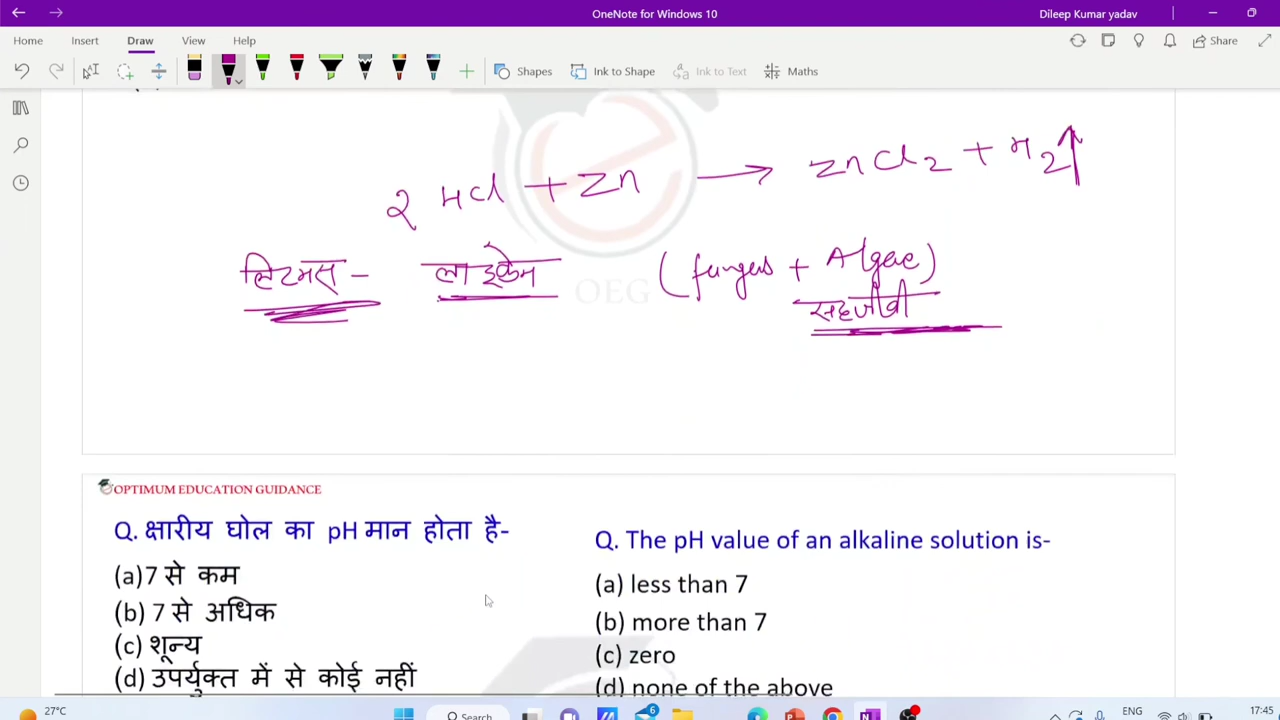 OneNote for Windows 10
Dileep Kumar yadav
Home Insert Draw View Help
Share
Shapes Ink to Shape Ink to Text Maths
2 HCl + Zn → ZnCl2 + H2↑
लिटमस - लाइकेन (fungus + Algae)
सहजीवी
OEG
OPTIMUM EDUCATION GUIDANCE
Q. क्षारीय घोल का pH मान होता है-
(a)7 से कम
(b) 7 से अधिक
(c) शून्य
(d) उपर्युक्त में से कोई नहीं
Q. The pH value of an alkaline solution is-
(a) less than 7
(b) more than 7
(c) zero
(d) none of the above
27°C
Search
6
ENG
17:45